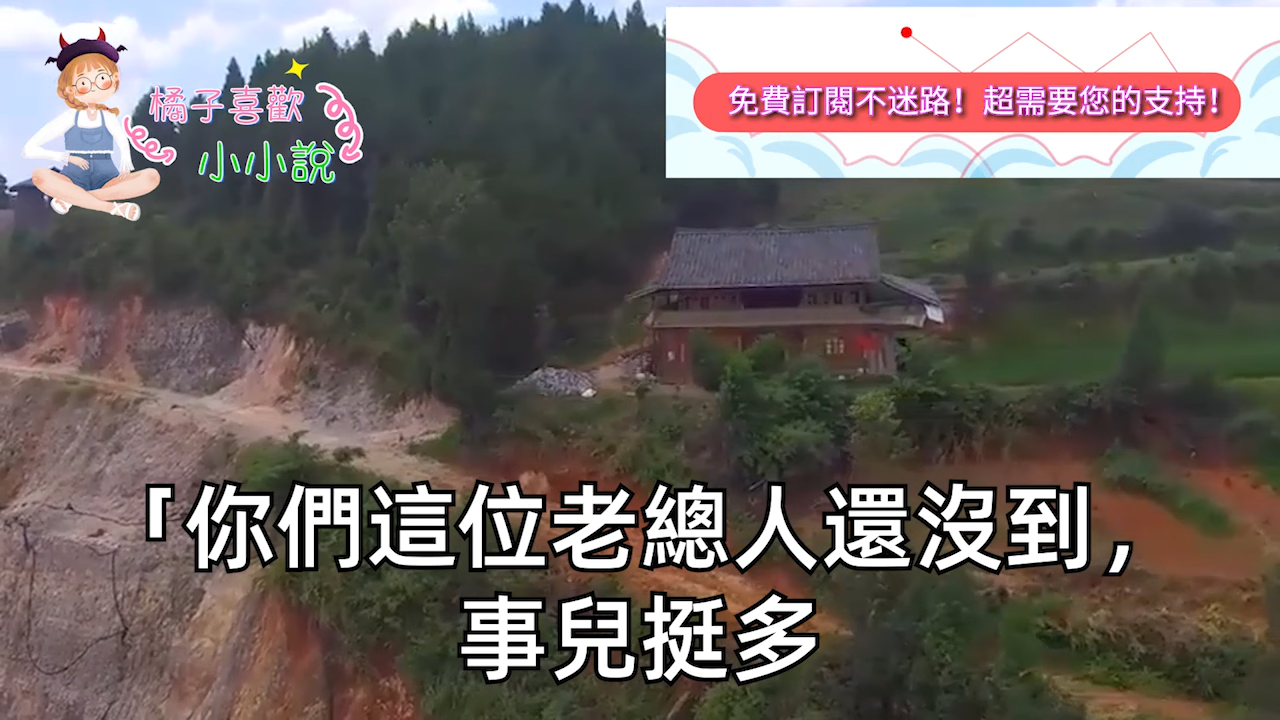 橘子喜歡
小小說
免費訂閱不迷路！超需要您的支持！
「你們這位老總人還沒到，
事兒挺多